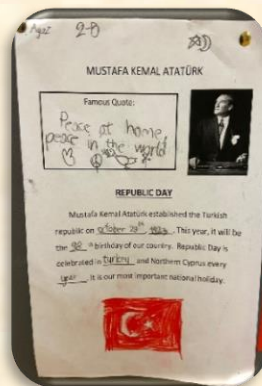 2-B
MUSTAFA KEMAL ATATÜRK
Famous Quote:
Peace at home,
peace in the world
REPUBLIC DAY
Mustafa Kemal Atatürk established the Turkish
republic on October 29th 1923. This year, it will be
the 98th birthday of our country. Republic Day is
celebrated in Turkey and Northern Cyprus every
year. It is our most important national holiday.